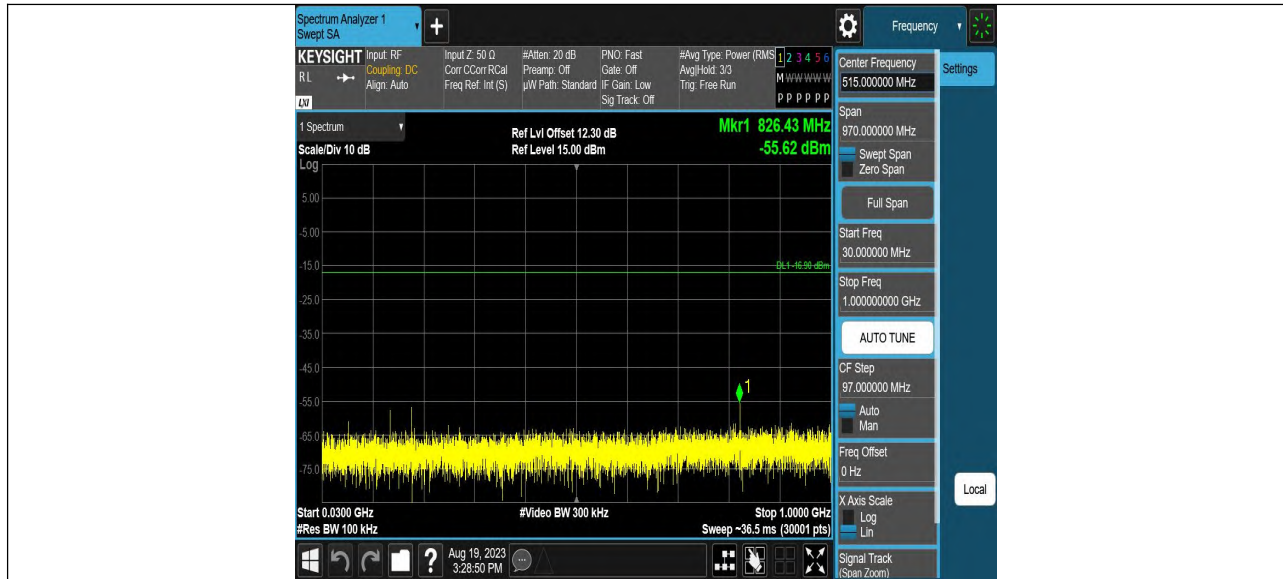 Spectrum Analyzer 1
Swept SA
+
Frequency
KEYSIGHT
RL
LXI
Input: RF
Coupling: DC
Align: Auto
Input Z: 50 Ω
Corr CCorr RCal
Freq Ref: Int (S)
#Atten: 20 dB
Preamp: Off
µW Path: Standard
PNO: Fast
Gate: Off
IF Gain: Low
Sig Track: Off
#Avg Type: Power (RMS
Avg|Hold: 3/3
Trig: Free Run
1 2 3 4 5 6
M W W W W W
P P P P P P
1 Spectrum
Scale/Div 10 dB
Log
Ref Lvl Offset 12.30 dB
Ref Level 15.00 dBm
Mkr1 826.43 MHz
-55.62 dBm
5.00
-5.00
-15.0
DL1 -16.90 dBm
-25.0
-35.0
-45.0
1
-55.0
-65.0
-75.0
Start 0.0300 GHz
#Res BW 100 kHz
#Video BW 300 kHz
Stop 1.0000 GHz
Sweep ~36.5 ms (30001 pts)
?
Aug 19, 2023
3:28:50 PM
Center Frequency
515.000000 MHz
Settings
Span
970.000000 MHz
Swept Span
Zero Span
Full Span
Start Freq
30.000000 MHz
Stop Freq
1.000000000 GHz
AUTO TUNE
CF Step
97.000000 MHz
Auto
Man
Freq Offset
0 Hz
X Axis Scale
Log
Lin
Local
Signal Track
(Span Zoom)